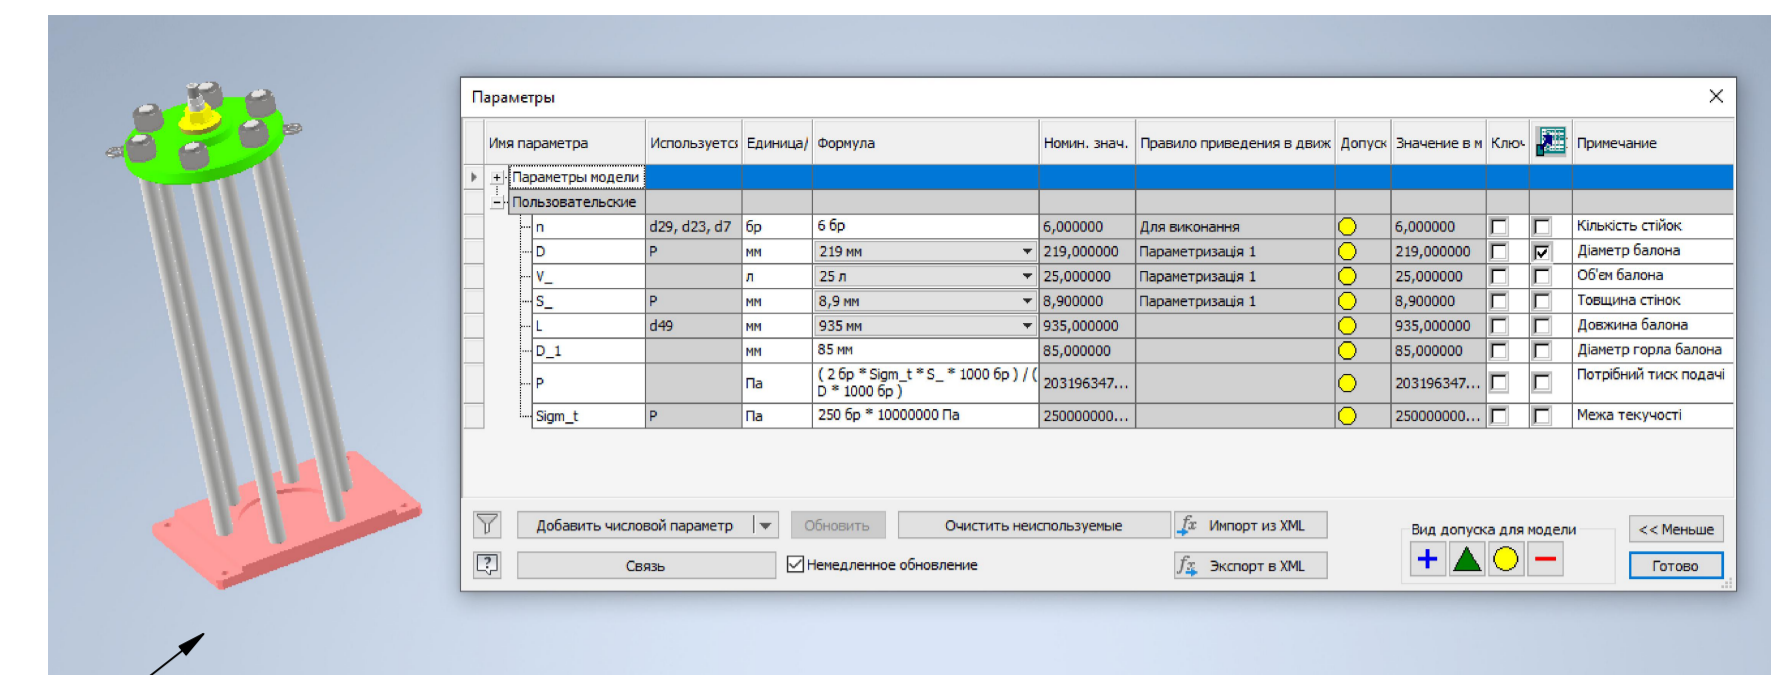 Параметры
Имя параметра Используетс Единица/ Формула Номин. знач. Правило приведения в движ Допуск Значение в м Ключ Примечание
Параметры модели
Пользовательские
n d29, d23, d7 бр 6 бр 6,000000 Для виконання 6,000000 Кількість стійок
D P мм 219 мм 219,000000 Параметризація 1 219,000000 Діаметр балона
V_ л 25 л 25,000000 Параметризація 1 25,000000 Об'ем балона
S_ P мм 8,9 мм 8,900000 Параметризація 1 8,900000 Товщина стінок
L d49 мм 935 мм 935,000000 935,000000 Довжина балона
D_1 мм 85 мм 85,000000 85,000000 Діаметр горла балона
P Па ( 2 бр * Sigm_t * S_ * 1000 бр ) / ( D * 1000 бр ) 203196347... 203196347... Потрібний тиск подачі
Sigm_t P Па 250 бр * 10000000 Па 250000000... 250000000... Межа текучості
Добавить числовой параметр Обновить Очистить неиспользуемые Импорт из XML Вид допуска для модели << Меньше
Связь Немедленное обновление Экспорт в XML Готово